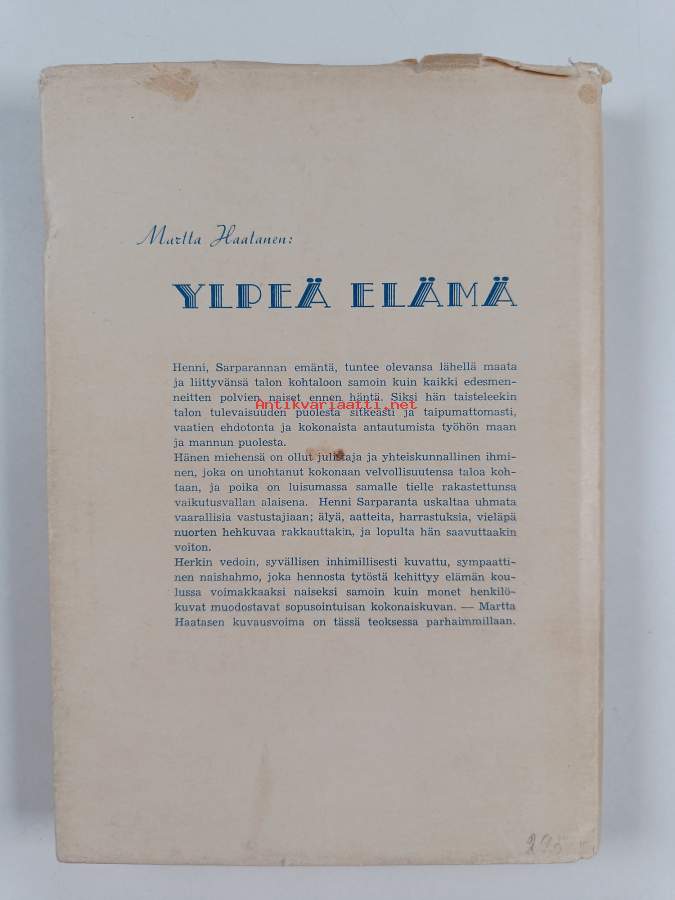 Martta Haatanen:
YLPEÄ ELÄMÄ
Henni, Sarparannan emäntä, tuntee olevansa lähellä maata
ja liittyvänsä talon kohtaloon samoin kuin kaikki edesmen-
neitten polvien naiset ennen häntä. Siksi hän taisteleekin
Antikvariaatti.net
talon tulevaisuuden puolesta sitkeästi ja taipumattomasti,
vaatien ehdotonta ja kokonaista antautumista työhön maan
ja mannun puolesta.
Hänen miehensä on ollut julistaja ja yhteiskunnallinen ihmi-
nen, joka on unohtanut kokonaan velvollisuutensa taloa koh-
taan, ja poika on luisumassa samalle tielle rakastettunsa
vaikutusvallan alaisena. Henni Sarparanta uskaltaa uhmata
vaarallisia vastustajiaan; älyä, aatteita, harrastuksia, vieläpä
nuorten hehkuvaa rakkauttakin, ja lopulta hän saavuttaakin
voiton.
Herkin vedoin, syvällisen inhimillisesti kuvattu, sympaatti-
nen naishahmo, joka hennosta tytöstä kehittyy elämän kou-
lussa voimakkaaksi naiseksi samoin kuin monet henkilö-
kuvat muodostavat sopusointuisan kokonaiskuvan. — Martta
Haatasen kuvausvoima on tässä teoksessa parhaimmillaan.